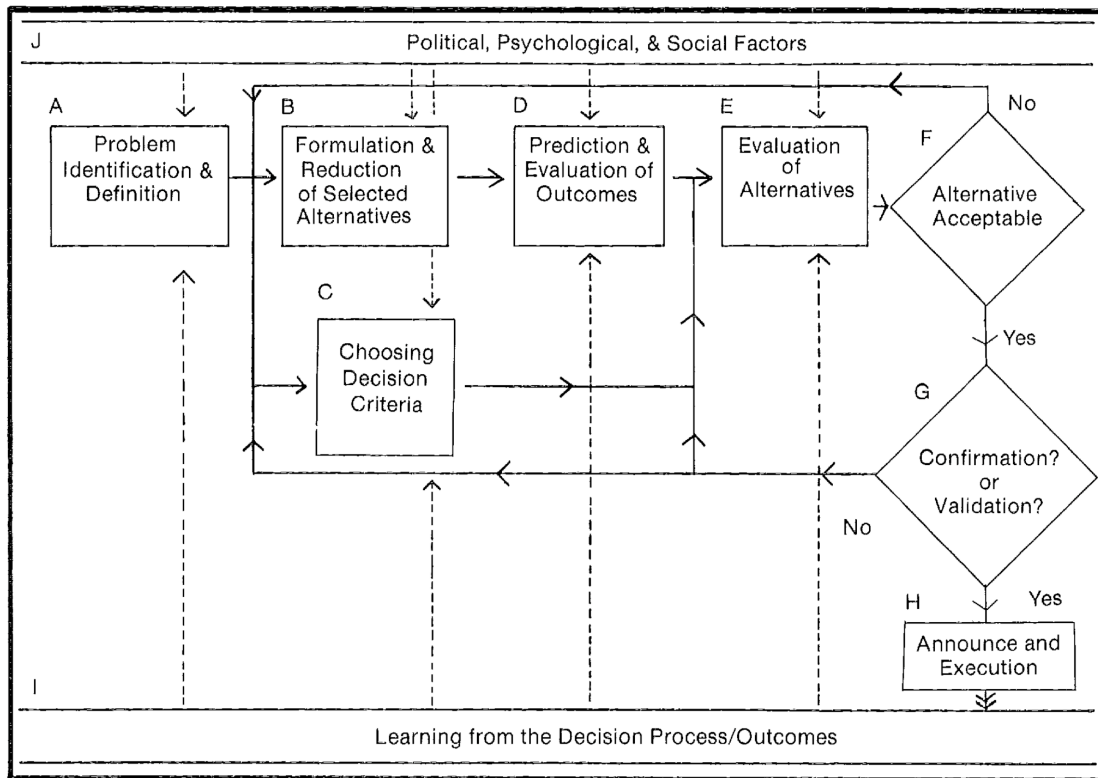 J
Political, Psychological, & Social Factors
A
Problem
Identification &
Definition
B
Formulation &
Reduction
of Selected
Alternatives
C
Choosing
Decision
Criteria
D
Prediction &
Evaluation of
Outcomes
E
Evaluation
of
Alternatives
F
No
Alternative
Acceptable
Yes
G
Confirmation?
or
Validation?
No
Yes
H
Announce and
Execution
I
Learning from the Decision Process/Outcomes